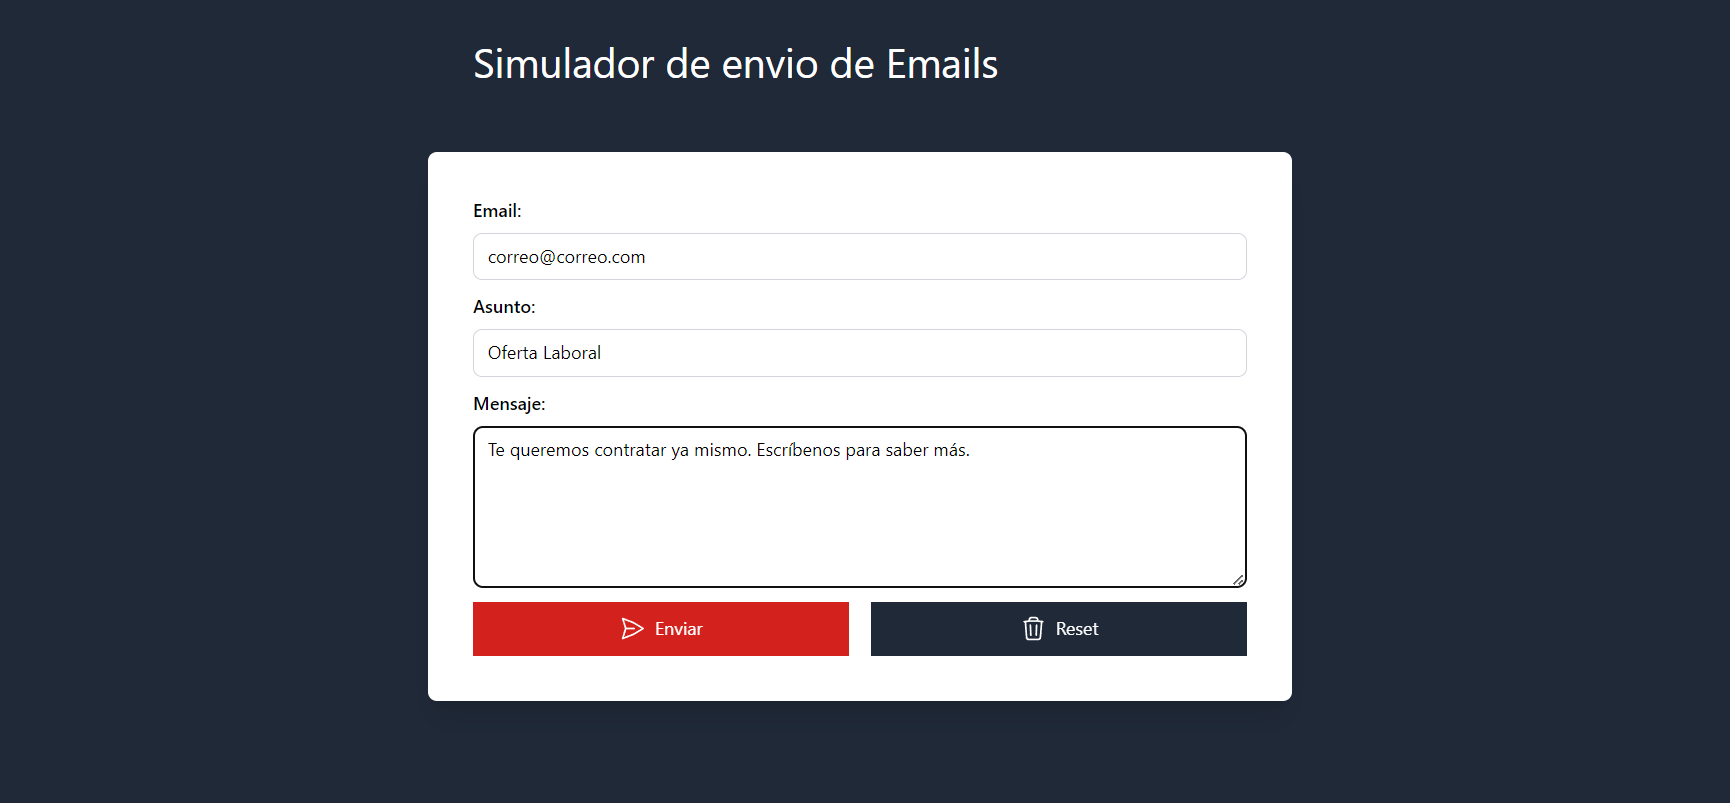 Simulador de envio de Emails
Email:
correo@correo.com
Asunto:
Oferta Laboral
Mensaje:
Te queremos contratar ya mismo. Escríbenos para saber más.
Enviar
Reset